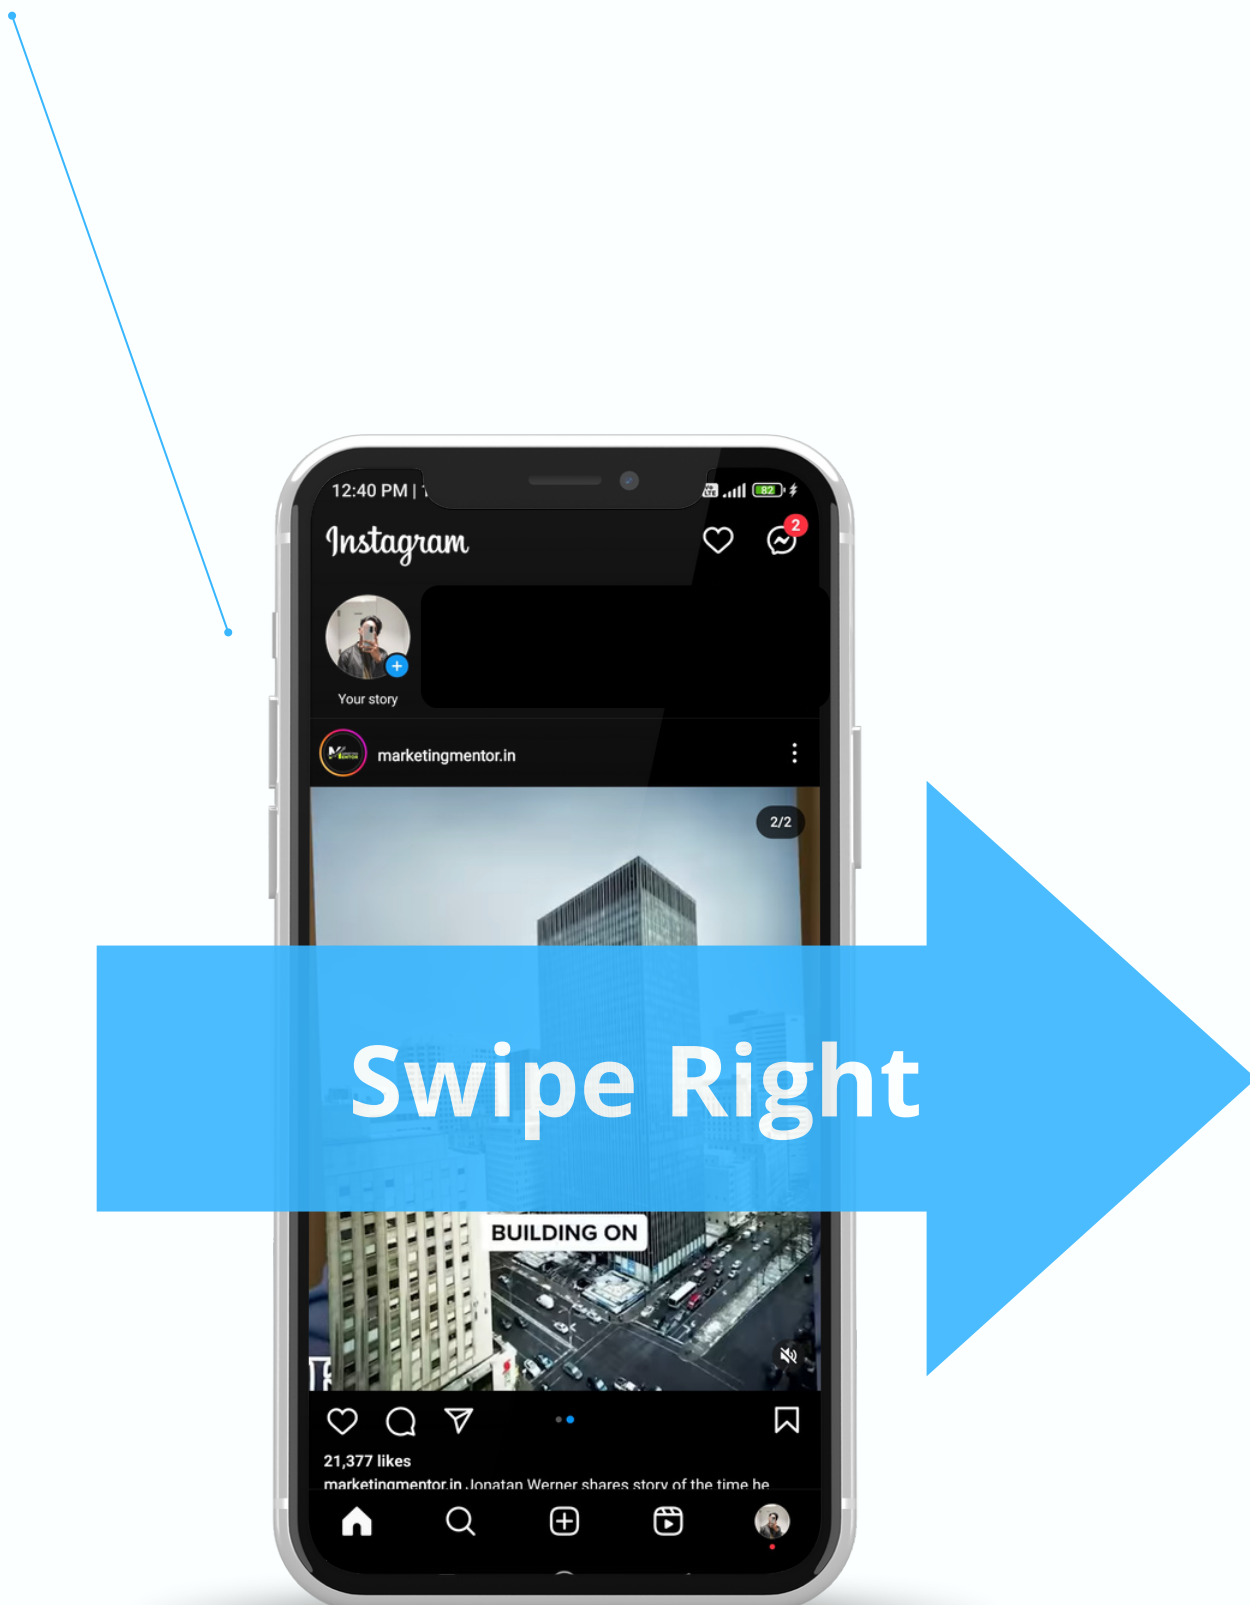 12:40 PM |
82
Instagram
2
Your story
marketingmentor.in
2/2
Swipe Right
BUILDING ON
21,377 likes
marketingmentor.in Jonatan Werner shares story of the time he